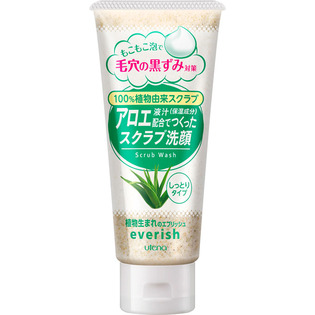 もこもこ泡で
毛穴の黒ずみ対策
100%植物由来スクラブ
アロエ液汁(保湿成分)
配合でつくった
スクラブ洗顔
Scrub Wash
しっとり
タイプ
植物生まれのエブリッシュ
everish
utena